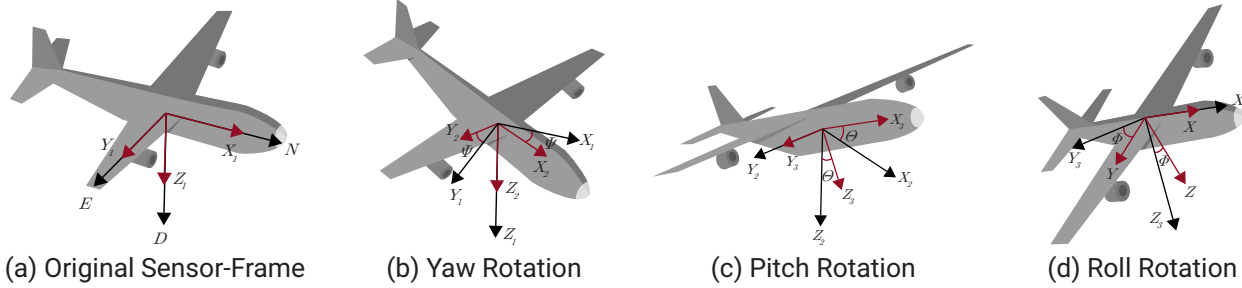 Y₁
X₁
N
Z₁
E
D
Y₂
Ψ
Ψ
X₁
X₂
Y₁
Z₂
Z₁
X₃
Θ
Y₂
Y₃
Θ
X₂
Z₃
Z₂
X₃
X
Φ
Y₃
Φ
Y
Z
Z₃
(a) Original Sensor-Frame
(b) Yaw Rotation
(c) Pitch Rotation
(d) Roll Rotation